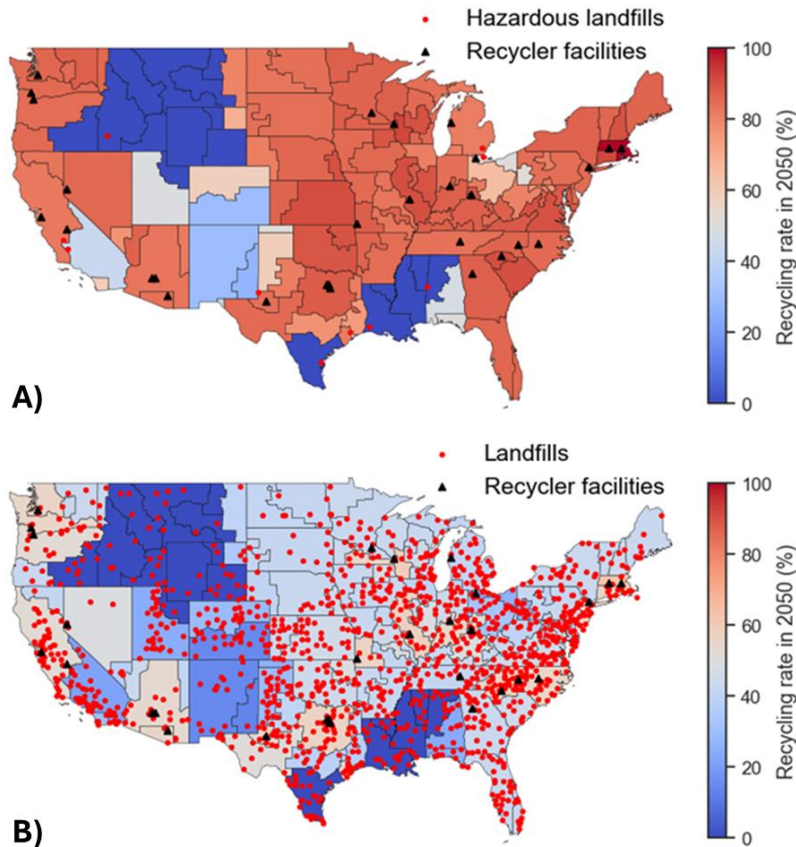 Hazardous landfills
Recycler facilities
100
80
60
40
20
0
Recycling rate in 2050 (%)
A)
Landfills
Recycler facilities
100
80
60
40
20
0
Recycling rate in 2050 (%)
B)